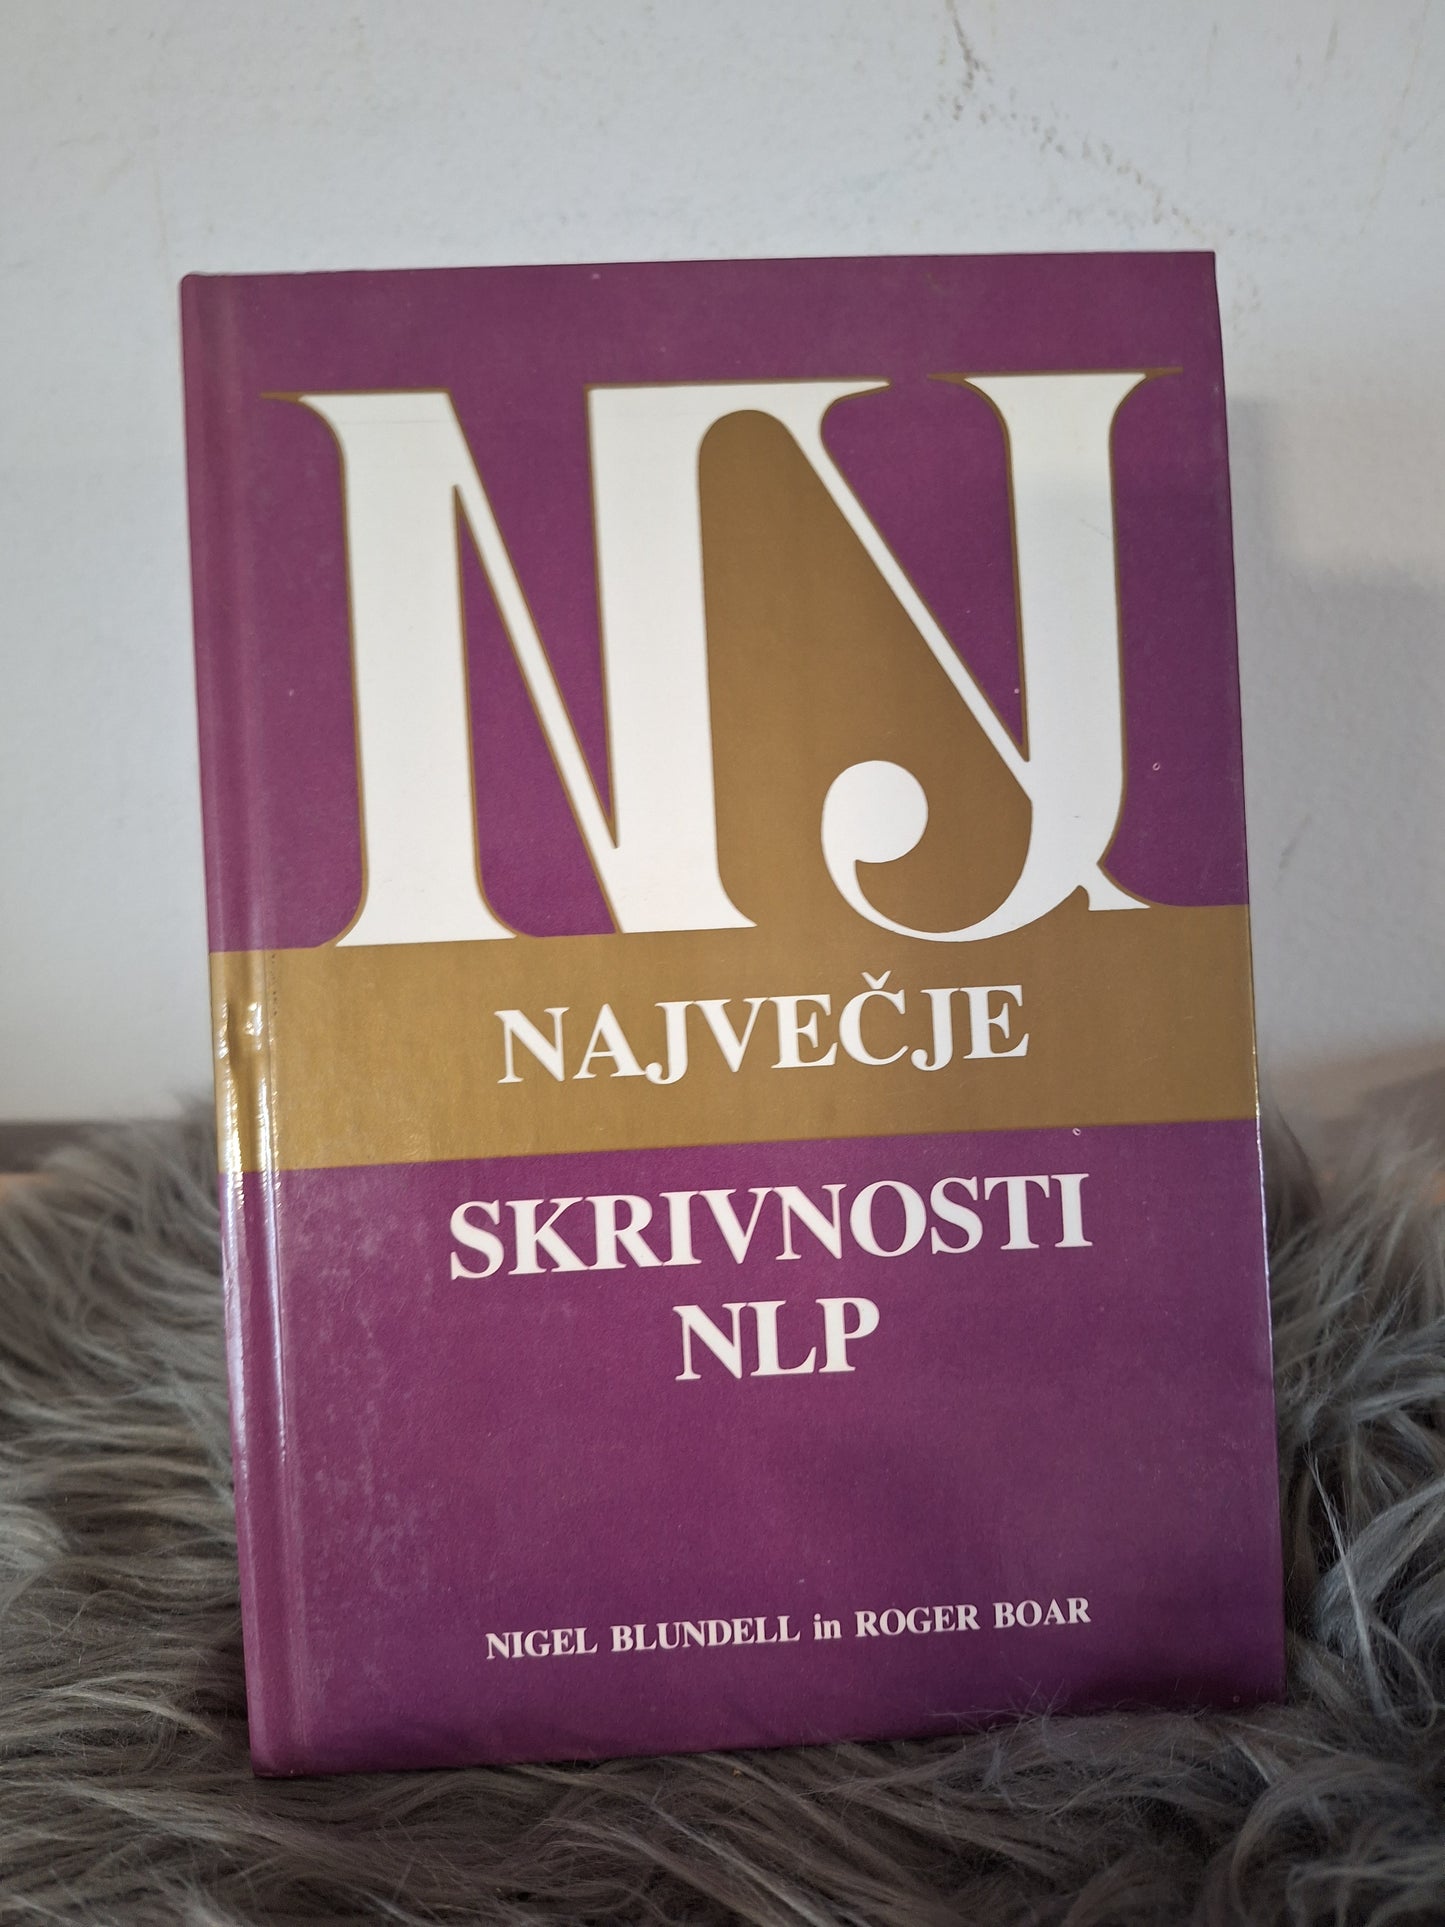 NJ
NAJVEČJE
SKRIVNOSTI
NLP
NIGEL BLUNDELL in ROGER BOAR